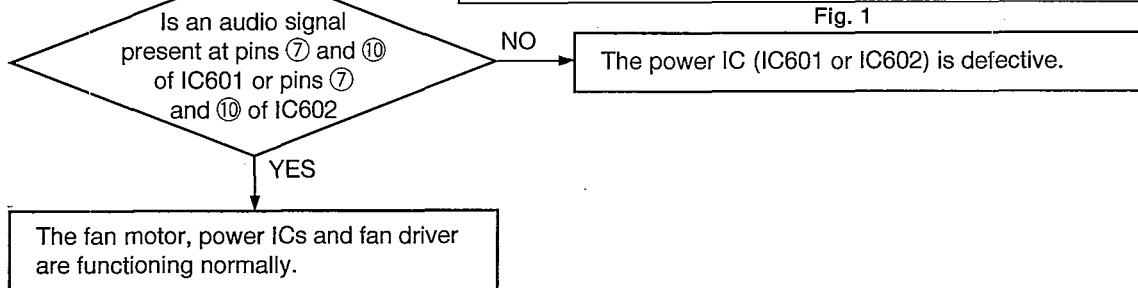 Fig. 1
Is an audio signal
present at pins ⑦ and ⑩
of IC601 or pins ⑦
and ⑩ of IC602
NO
The power IC (IC601 or IC602) is defective.
YES
The fan motor, power ICs and fan driver
are functioning normally.